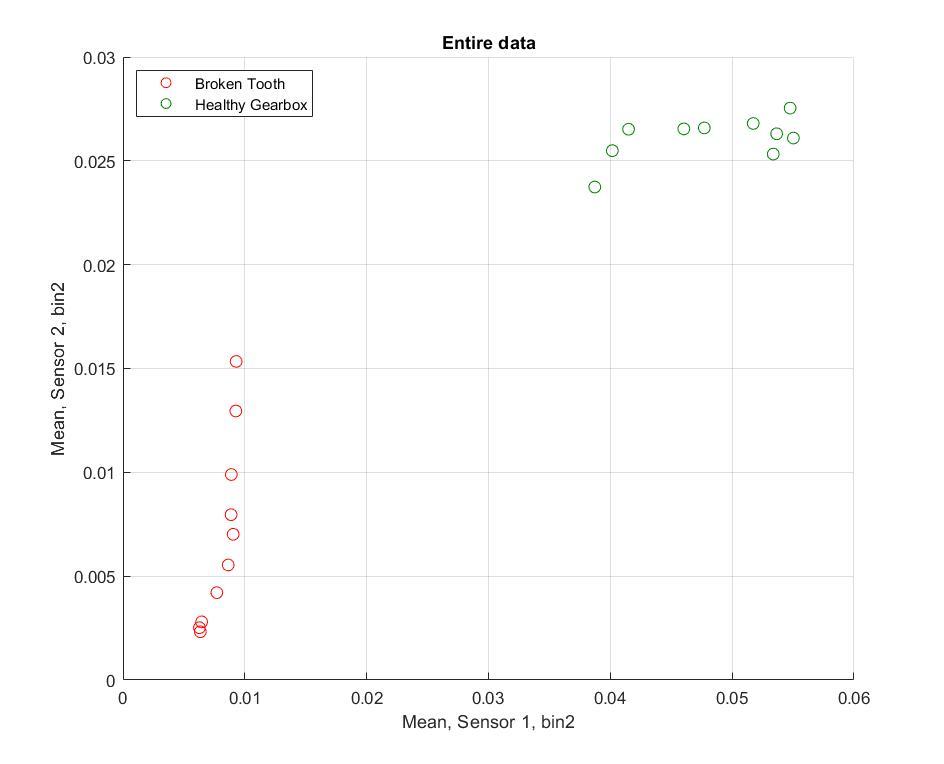 Entire data
0.03
Broken Tooth
Healthy Gearbox
0.025
0.02
Mean, Sensor 2, bin2
0.015
0.01
0.005
0
0 0.01 0.02 0.03 0.04 0.05 0.06
Mean, Sensor 1, bin2